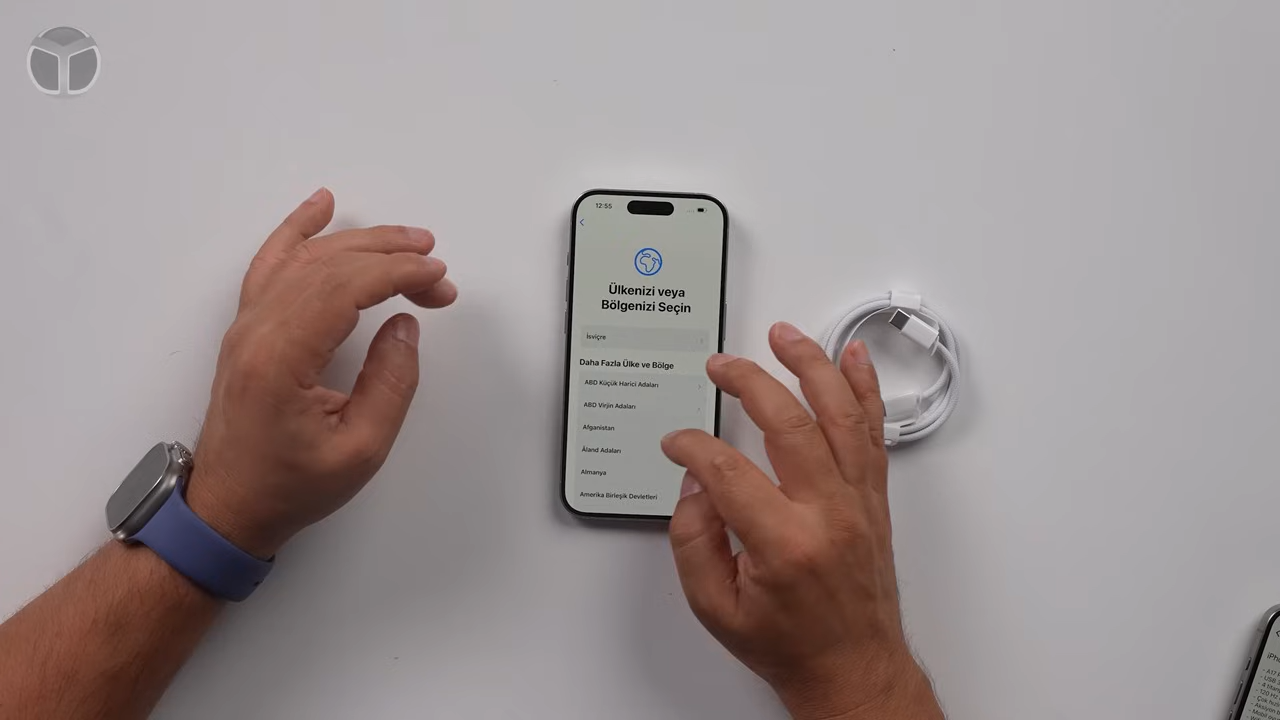 12:55
Ülkenizi veya
Bölgenizi Seçin
İsviçre
Daha Fazla Ülke ve Bölge
ABD Küçük Harici Adaları
ABD Virjin Adaları
Afganistan
Åland Adaları
Almanya
Amerika Birleşik Devletleri